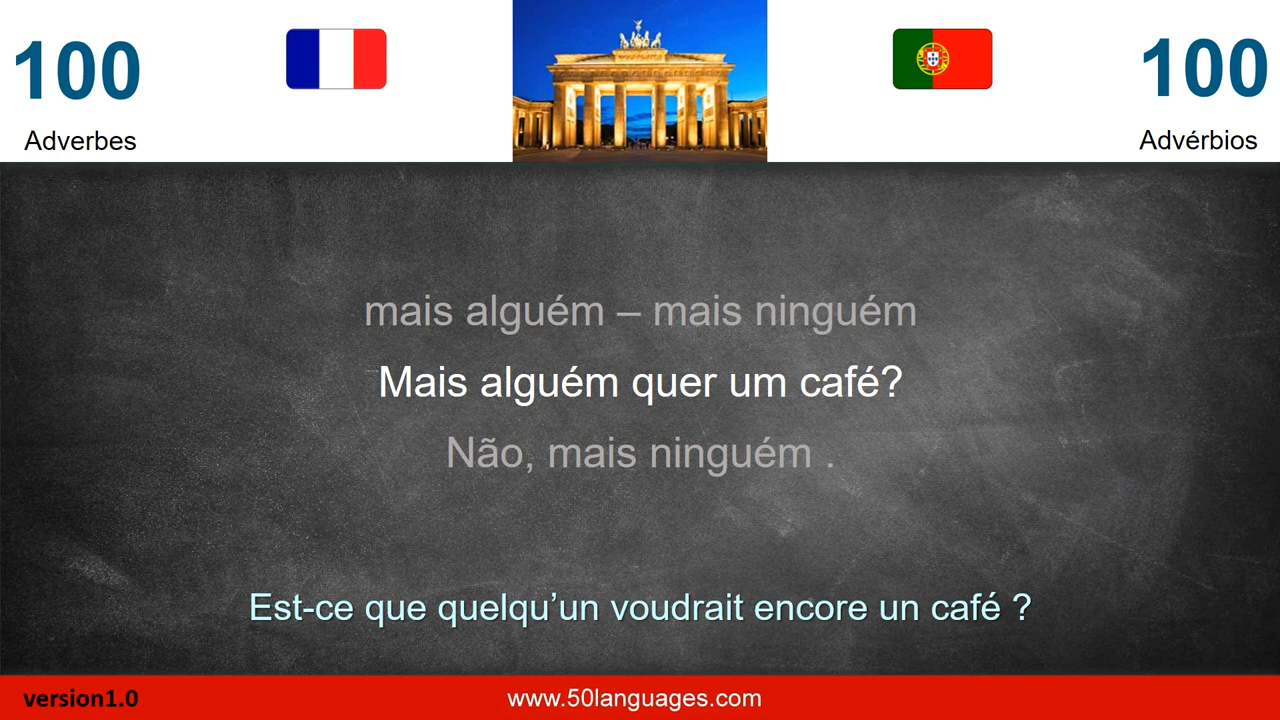 100
100
Adverbes
Advérbios
mais alguém – mais ninguém
Mais alguém quer um café?
Não, mais ninguém .
Est-ce que quelqu’un voudrait encore un café ?
version1.0
www.50languages.com